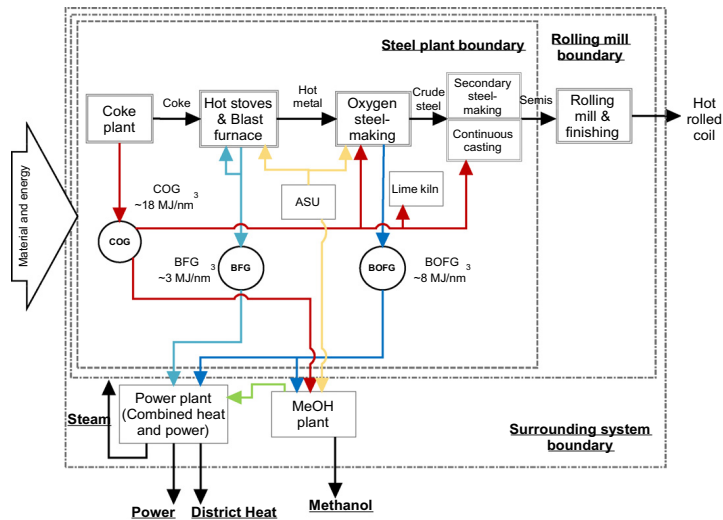 Steel plant boundary
Rolling mill
boundary
Coke
plant
Coke
Hot stoves
& Blast
furnace
Hot
metal
Oxygen
steel-
making
Crude
steel
Secondary
steel-
making
Continuous
casting
Semis
Rolling
mill &
finishing
Hot
rolled
coil
Material and energy
COG
~18 MJ/nm³
ASU
Lime kiln
COG
BFG
~3 MJ/nm³
BFG
BOFG
BOFG
~8 MJ/nm³
Steam
Power plant
(Combined heat
and power)
MeOH
plant
Surrounding system
boundary
Power
District Heat
Methanol